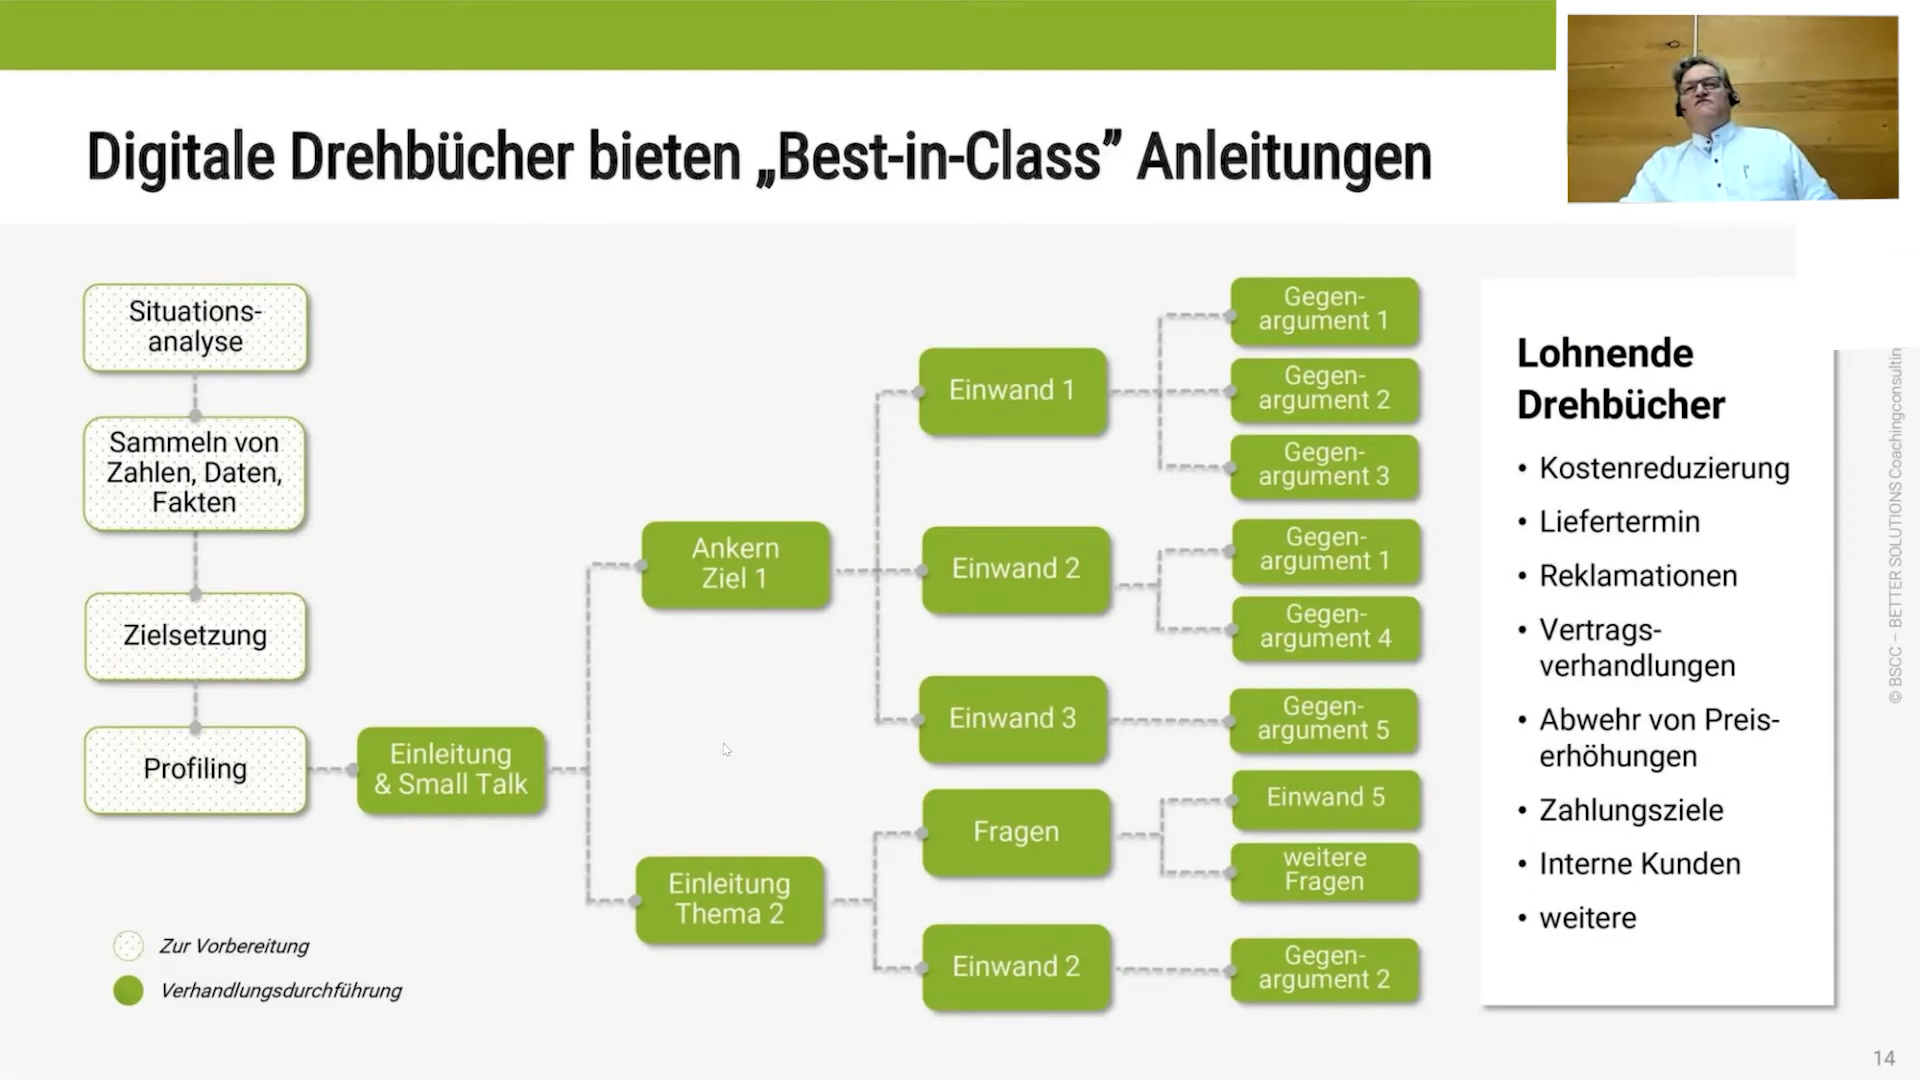 Digitale Drehbücher bieten „Best-in-Class” Anleitungen
Situations-
analyse
Sammeln von
Zahlen, Daten,
Fakten
Zielsetzung
Profiling
Einleitung
& Small Talk
Ankern
Ziel 1
Einleitung
Thema 2
Einwand 1
Einwand 2
Einwand 3
Fragen
Einwand 2
Gegen-
argument 1
Gegen-
argument 2
Gegen-
argument 3
Gegen-
argument 1
Gegen-
argument 4
Gegen-
argument 5
Einwand 5
weitere
Fragen
Gegen-
argument 2
Zur Vorbereitung
Verhandlungsdurchführung
Lohnende
Drehbücher
• Kostenreduzierung
• Liefertermin
• Reklamationen
• Vertrags-
verhandlungen
• Abwehr von Preis-
erhöhungen
• Zahlungsziele
• Interne Kunden
• weitere
© BSCC – BETTER SOLUTIONS Coachingconsultin
14